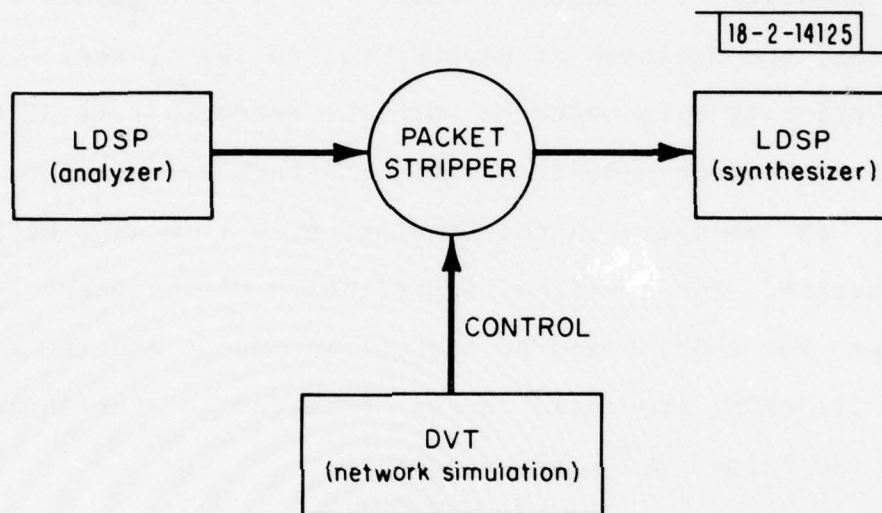 18-2-14125
LDSP
(analyzer)
PACKET
STRIPPER
LDSP
(synthesizer)
CONTROL
DVT
(network simulation)